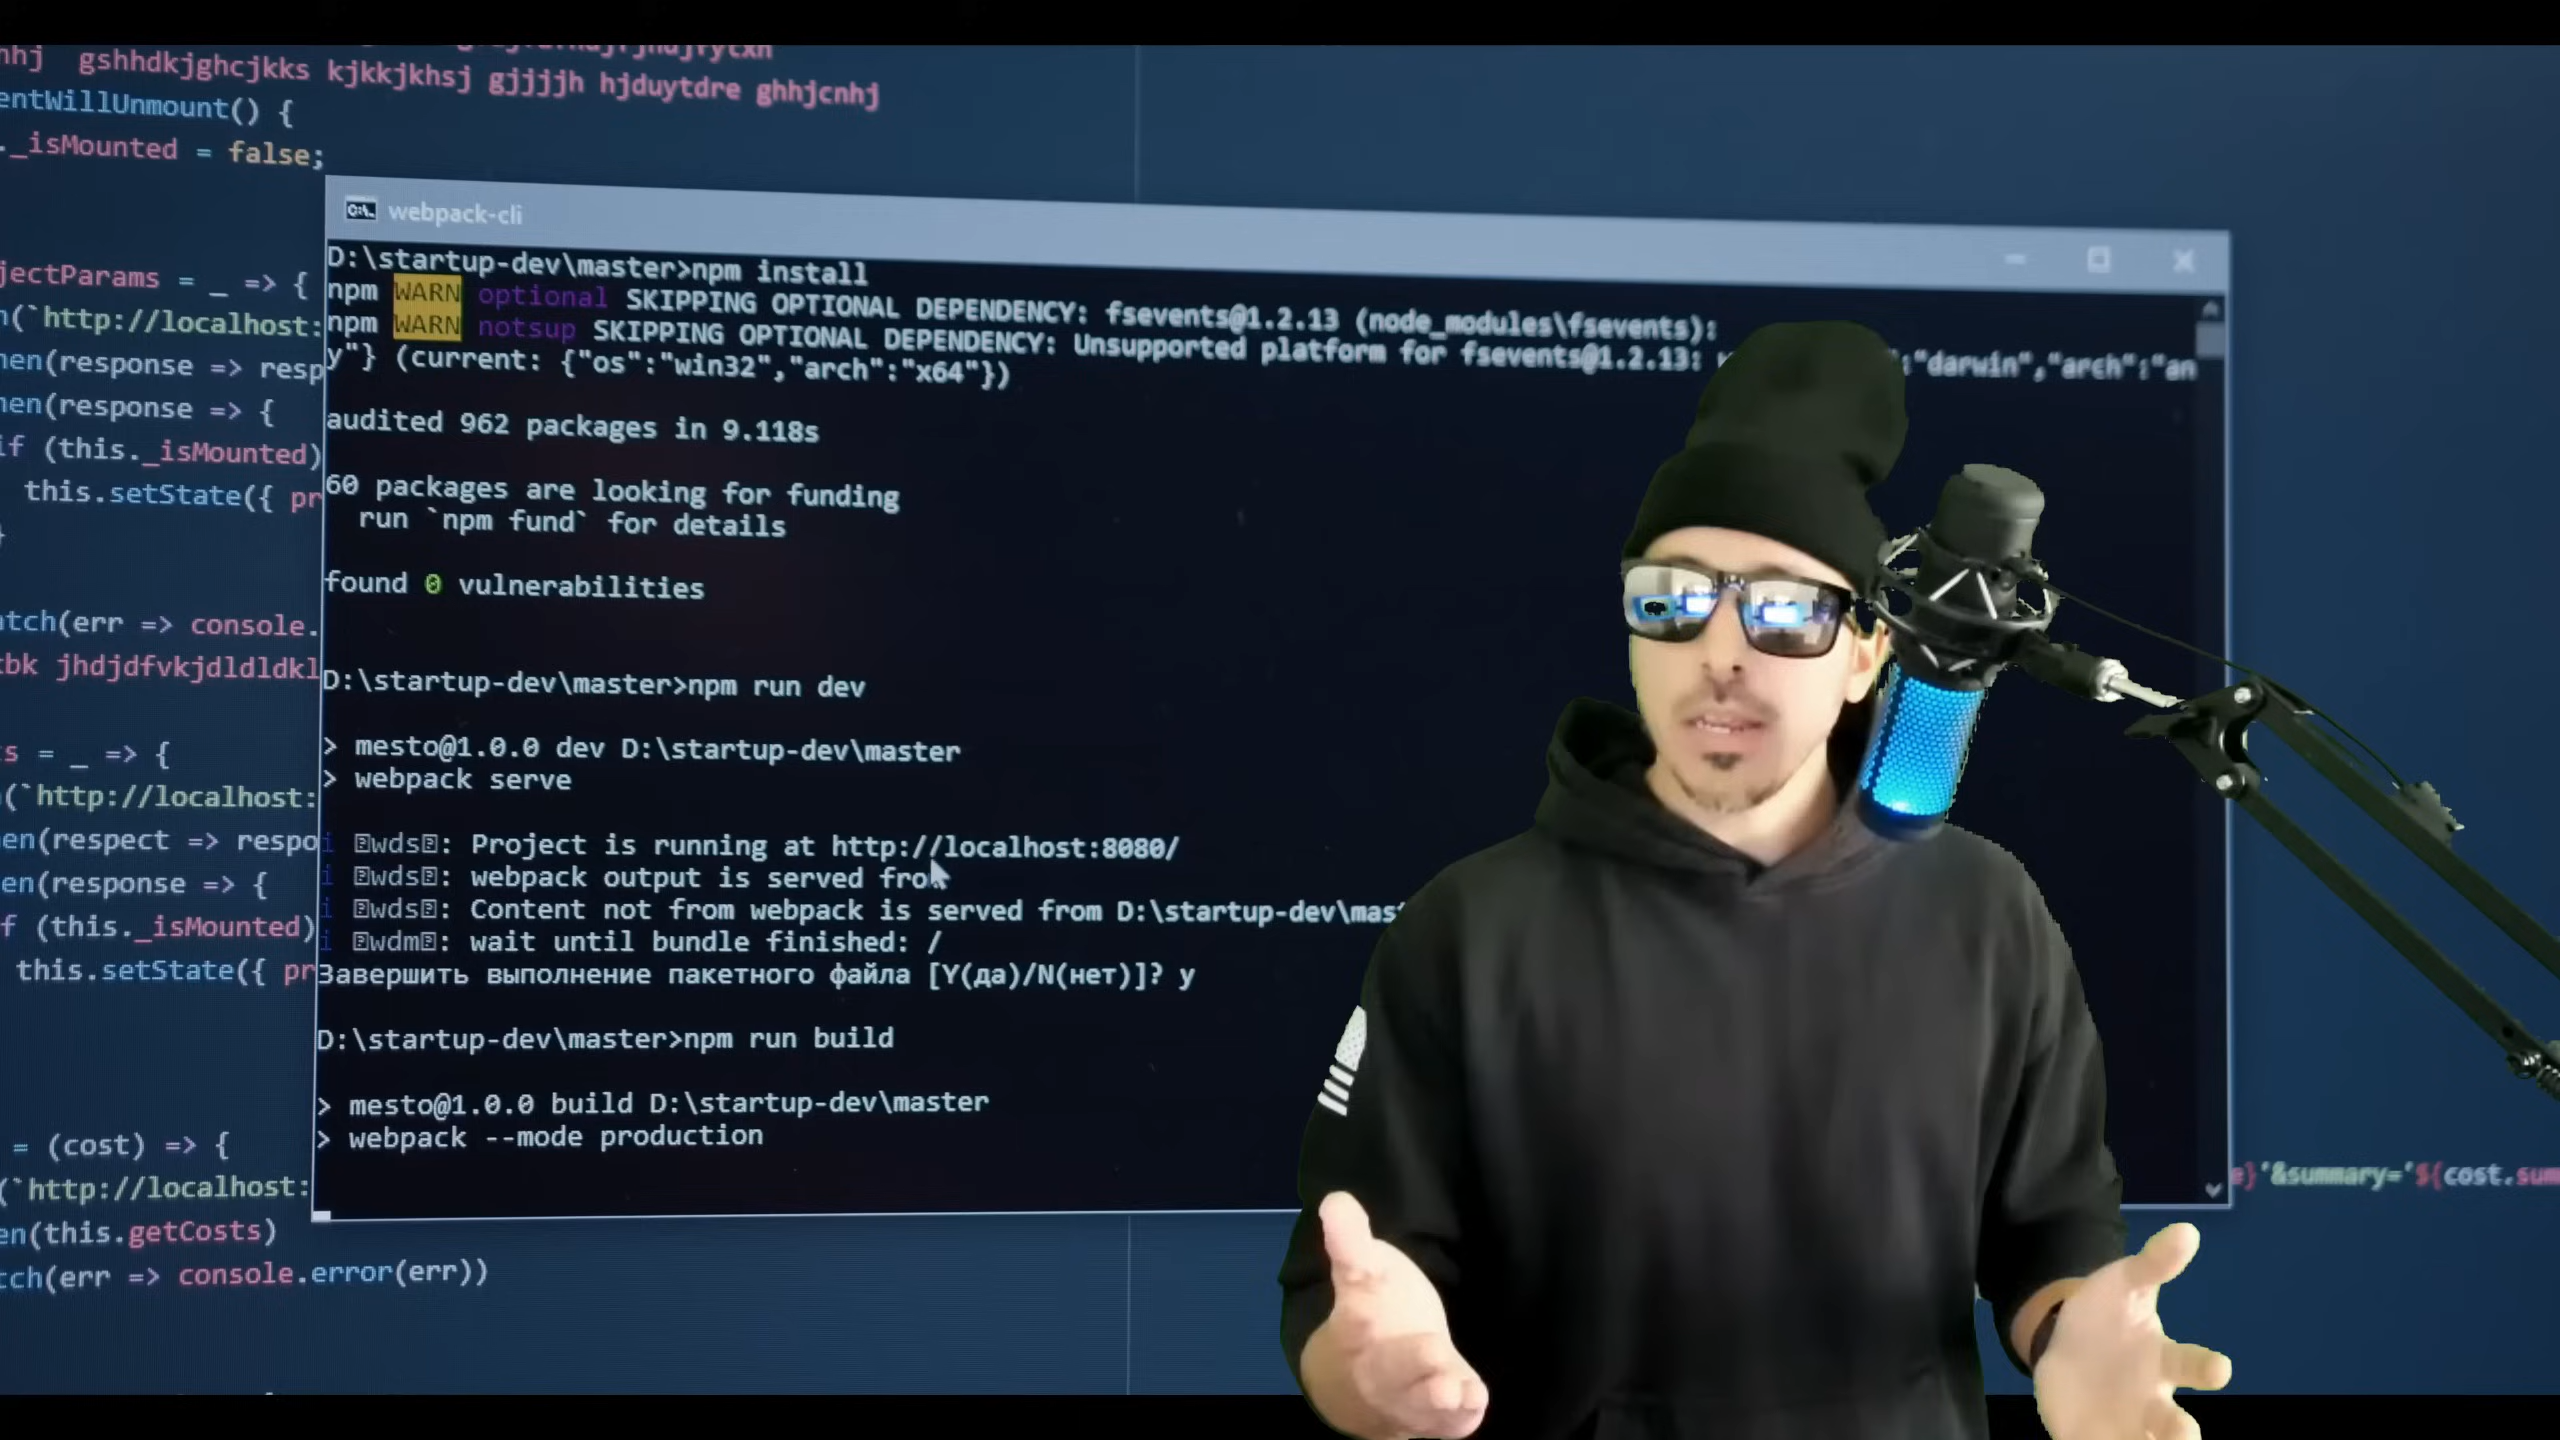 gshhdkjghcjkks kjkkjkhsj gjjjjh hjduytdre ghhjcnhj
entWillUnmount() {
._isMounted = false;
jectParams = _ => {
(`http://localhost:
hen(response => resp
hen(response => {
if (this._isMounted)
this.setState({ pr
atch(err => console.
kbk jhdjdfvkjdldldkl
s = _ => {
(`http://localhost:
en(respect => respo
en(response => {
f (this._isMounted)
this.setState({ pr
= (cost) => {
(`http://localhost:
en(this.getCosts)
tch(err => console.error(err))
webpack-cli
D:\startup-dev\master>npm install
npm WARN optional SKIPPING OPTIONAL DEPENDENCY: fsevents@1.2.13 (node_modules\fsevents):
npm WARN notsup SKIPPING OPTIONAL DEPENDENCY: Unsupported platform for fsevents@1.2.13: :"darwin","arch":"an
y"} (current: {"os":"win32","arch":"x64"})
audited 962 packages in 9.118s
60 packages are looking for funding
run `npm fund` for details
found 0 vulnerabilities
D:\startup-dev\master>npm run dev
> mesto@1.0.0 dev D:\startup-dev\master
> webpack serve
i ｢wds｣: Project is running at http://localhost:8080/
i ｢wds｣: webpack output is served from
i ｢wds｣: Content not from webpack is served from D:\startup-dev\mast
i ｢wdm｣: wait until bundle finished: /
Завершить выполнение пакетного файла [Y(да)/N(нет)]? y
D:\startup-dev\master>npm run build
> mesto@1.0.0 build D:\startup-dev\master
> webpack --mode production
}'&summary='${cost.sum